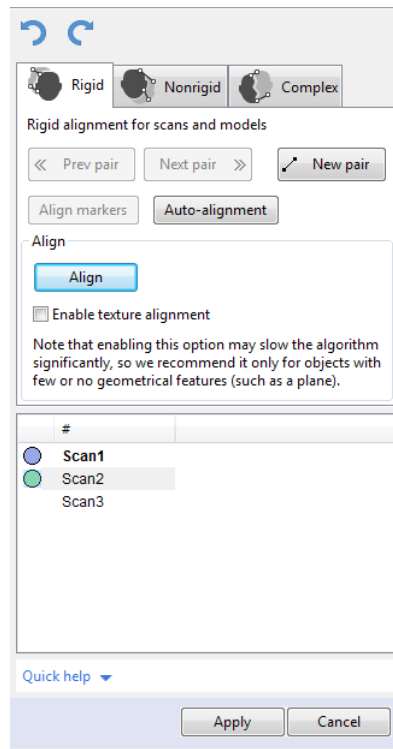 Rigid Nonrigid Complex
Rigid alignment for scans and models
« Prev pair Next pair » New pair
Align markers Auto-alignment
Align
Align
Enable texture alignment
Note that enabling this option may slow the algorithm
significantly, so we recommend it only for objects with
few or no geometrical features (such as a plane).
#
Scan1
Scan2
Scan3
Quick help
Apply Cancel